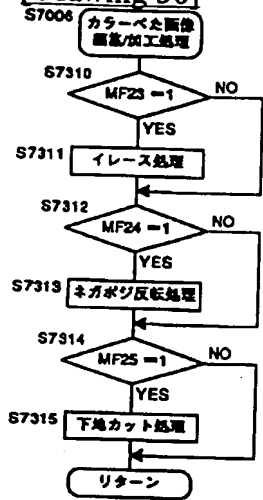 S7006
カラーべた画像
編集/加工処理
S7310
MF23=1
NO
YES
S7311
イレース処理
S7312
MF24=1
NO
YES
S7313
ネガポジ反転処理
S7314
MF25=1
NO
YES
S7315
下地カット処理
リターン